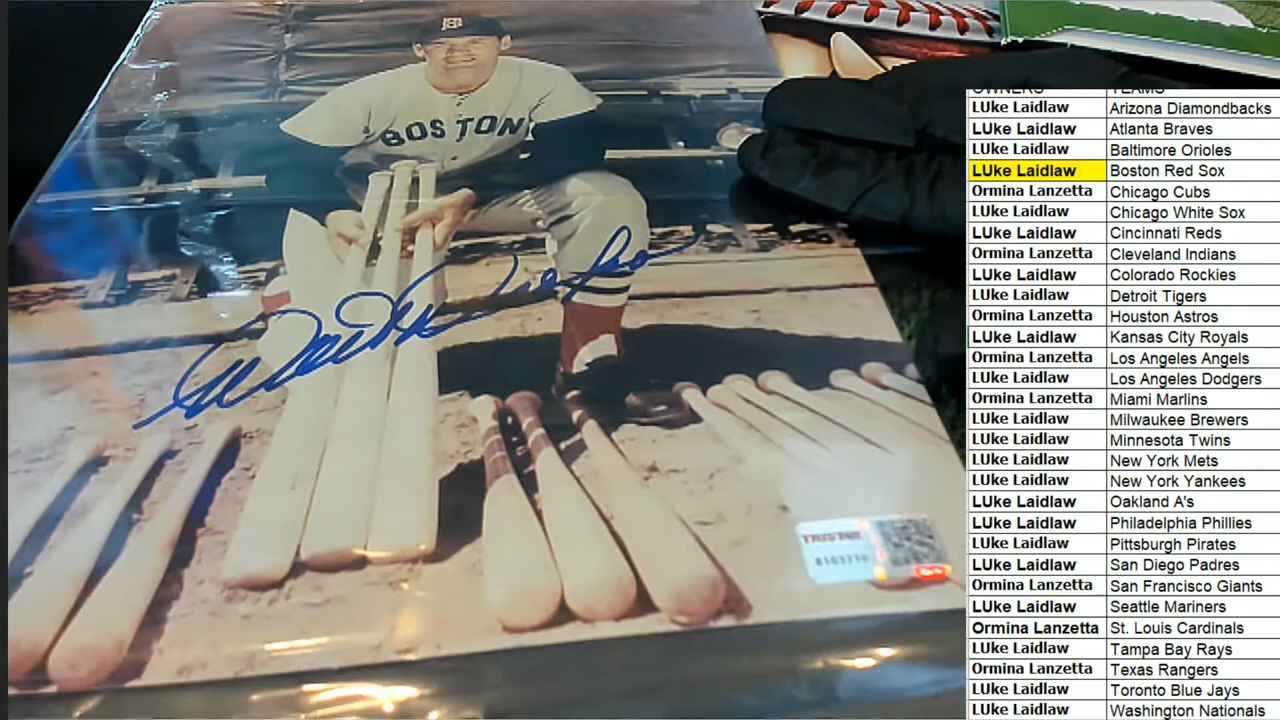 B
BOSTON
Walt Dropo
TRISTAR
OWNERS TEAMS
LUke Laidlaw Arizona Diamondbacks
LUke Laidlaw Atlanta Braves
LUke Laidlaw Baltimore Orioles
LUke Laidlaw Boston Red Sox
Ormina Lanzetta Chicago Cubs
LUke Laidlaw Chicago White Sox
LUke Laidlaw Cincinnati Reds
Ormina Lanzetta Cleveland Indians
LUke Laidlaw Colorado Rockies
LUke Laidlaw Detroit Tigers
Ormina Lanzetta Houston Astros
LUke Laidlaw Kansas City Royals
Ormina Lanzetta Los Angeles Angels
LUke Laidlaw Los Angeles Dodgers
Ormina Lanzetta Miami Marlins
LUke Laidlaw Milwaukee Brewers
LUke Laidlaw Minnesota Twins
LUke Laidlaw New York Mets
LUke Laidlaw New York Yankees
LUke Laidlaw Oakland A's
LUke Laidlaw Philadelphia Phillies
LUke Laidlaw Pittsburgh Pirates
LUke Laidlaw San Diego Padres
Ormina Lanzetta San Francisco Giants
LUke Laidlaw Seattle Mariners
Ormina Lanzetta St. Louis Cardinals
LUke Laidlaw Tampa Bay Rays
Ormina Lanzetta Texas Rangers
LUke Laidlaw Toronto Blue Jays
LUke Laidlaw Washington Nationals